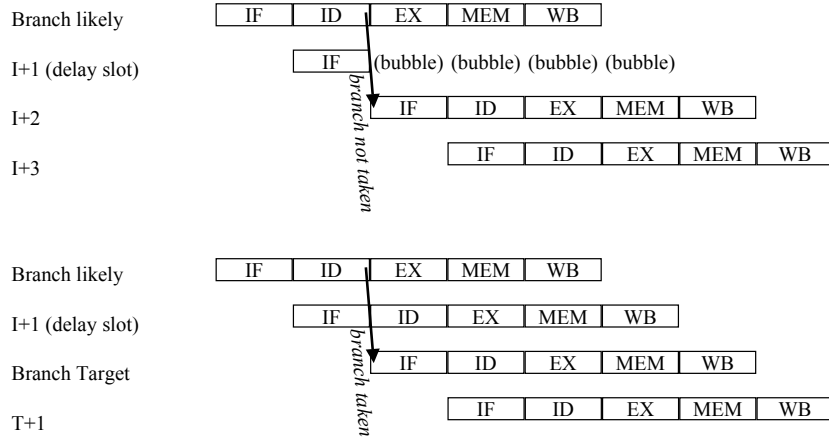 Branch likely IF ID EX MEM WB
I+1 (delay slot) IF (bubble) (bubble) (bubble) (bubble)
branch not taken
I+2 IF ID EX MEM WB
I+3 IF ID EX MEM WB
Branch likely IF ID EX MEM WB
I+1 (delay slot) IF ID EX MEM WB
branch taken
Branch Target IF ID EX MEM WB
T+1 IF ID EX MEM WB